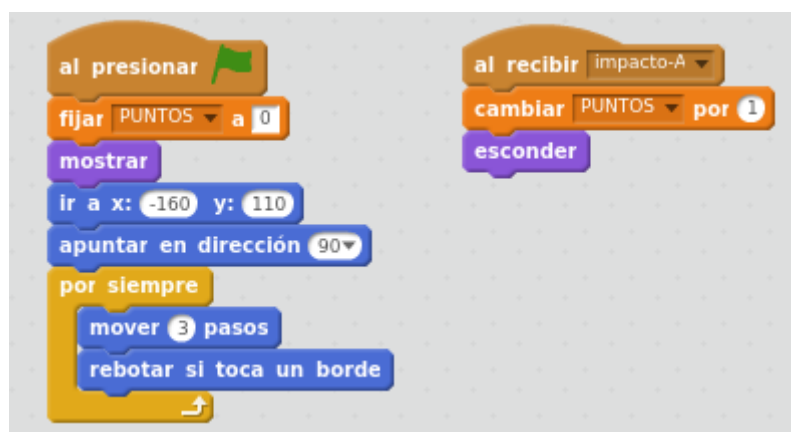 al presionar
fijar PUNTOS a 0
mostrar
ir a x: -160 y: 110
apuntar en dirección 90
por siempre
mover 3 pasos
rebotar si toca un borde
al recibir impacto-A
cambiar PUNTOS por 1
esconder